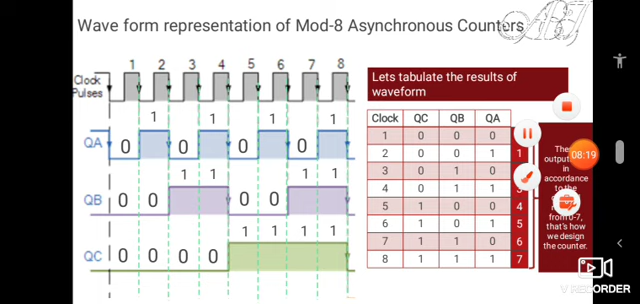 Wave form representation of Mod-8 Asynchronous Counters
1 2 3 4 5 6 7 8
Clock
Pulses
1 1 1 1
QA 0 0 0 0
1 1 1 1
QB 0 0 0 0
1 1 1 1
QC 0 0 0 0
Lets tabulate the results of
waveform
Clock QC QB QA
1 0 0 0
2 0 0 1 1
3 0 1 0
4 0 1 1
5 1 0 0 4
6 1 0 1 5
7 1 1 0 6
8 1 1 1 7
output
in
accordance
to the
from 0-7,
that's how
we design
the counter.
08:19
V RECORDER